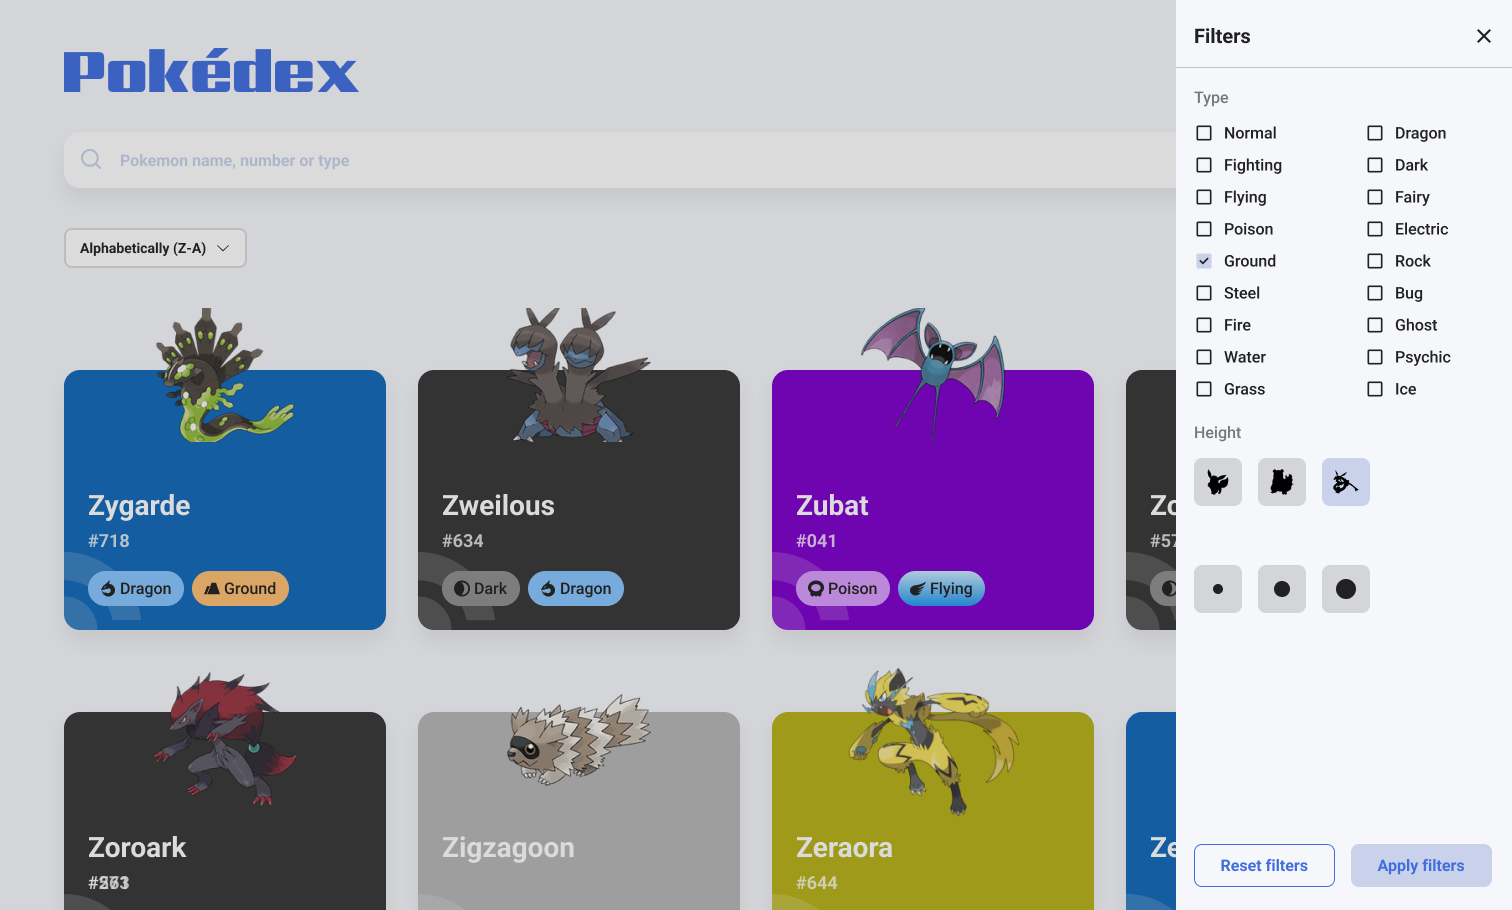 Pokédex
Pokemon name, number or type
Alphabetically (Z-A)
Zygarde
#718
Dragon
Ground
Zweilous
#634
Dark
Dragon
Zubat
#041
Poison
Flying
Zo
#57
Zoroark
Zigzagoon
Zeraora
#644
Ze
Filters
Type
Normal
Fighting
Flying
Poison
Ground
Steel
Fire
Water
Grass
Dragon
Dark
Fairy
Electric
Rock
Bug
Ghost
Psychic
Ice
Height
Reset filters
Apply filters